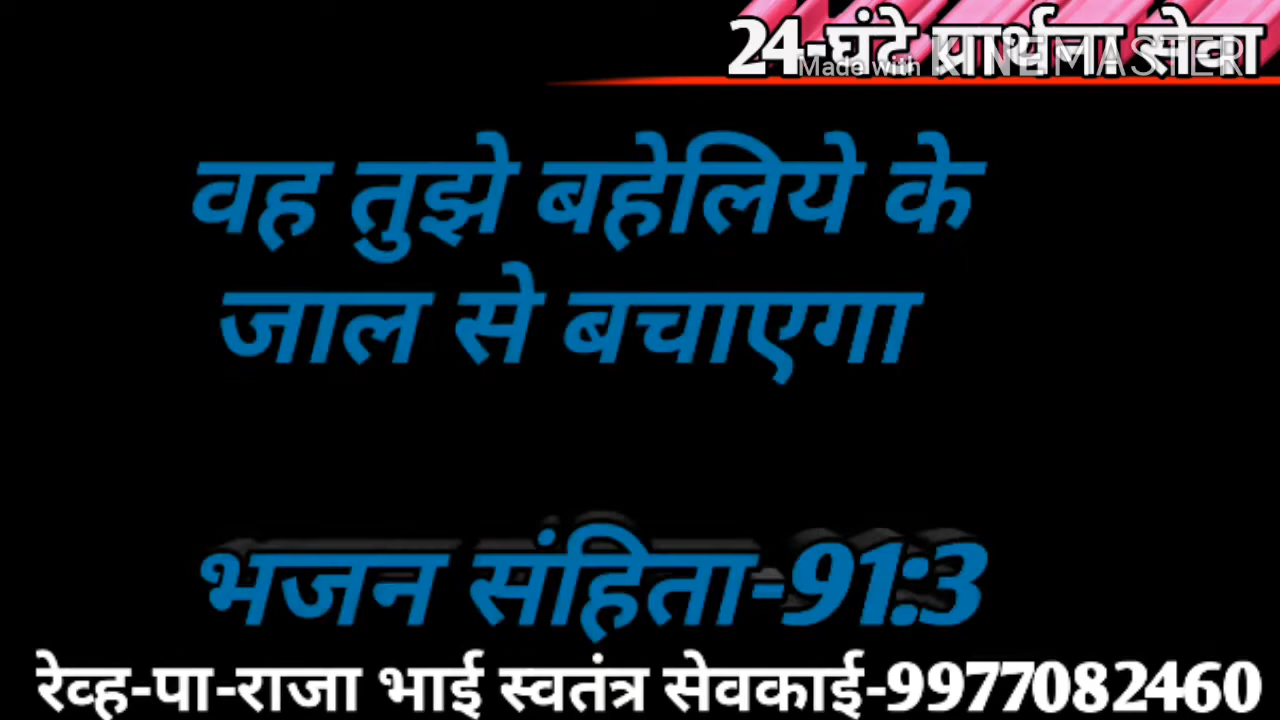 24-घंटे प्रार्थना सेवा
Made with KINEMASTER
वह तुझे बहेलिये के
जाल से बचाएगा
भजन संहिता-91:3
रेव्ह-पा-राजा भाई स्वतंत्र सेवकाई-9977082460